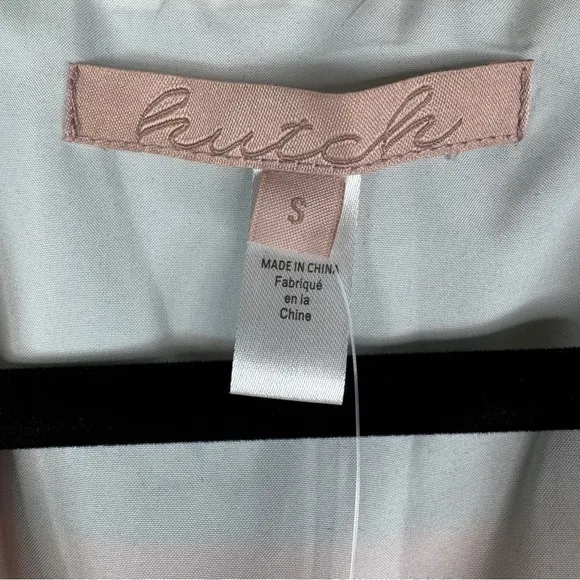 hutch
S
MADE IN CHINA
Fabriqué
en la
Chine